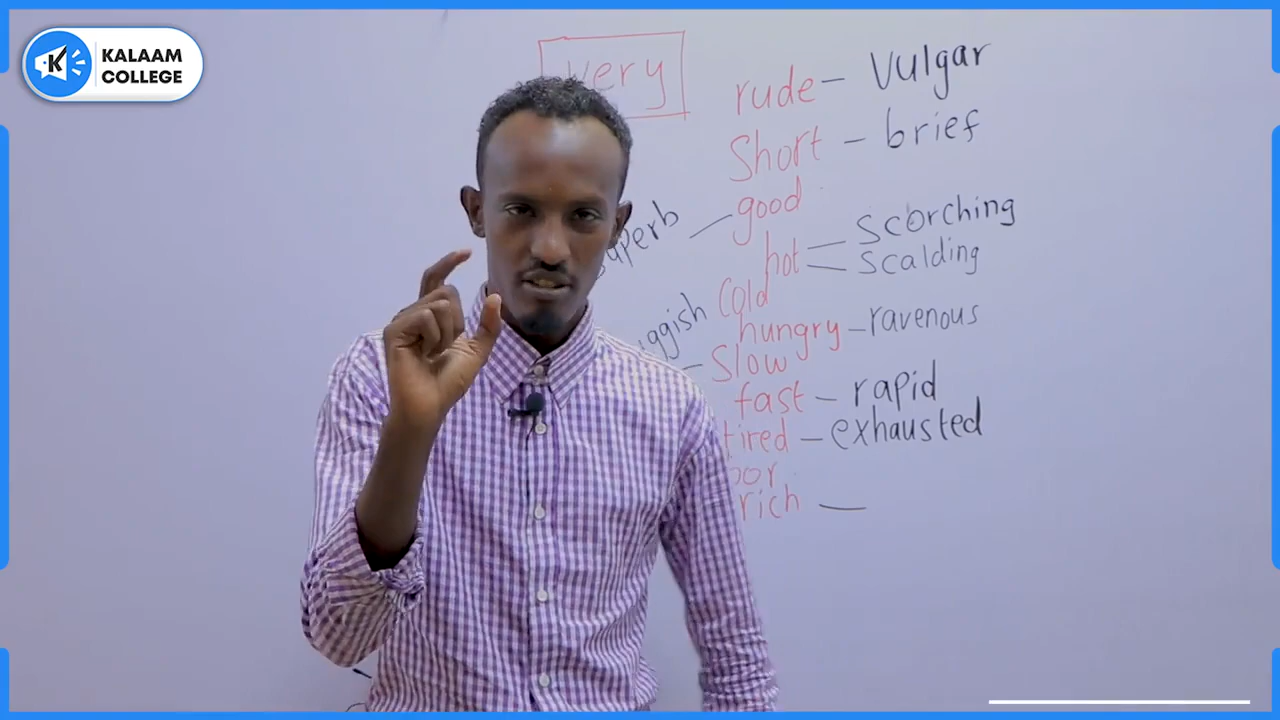 KALAAM
COLLEGE
very
rude – Vulgar
Short – brief
good
hot – Scorching
Scalding
Cold
hungry – ravenous
Slow
fast – rapid
tired – exhausted
rich —